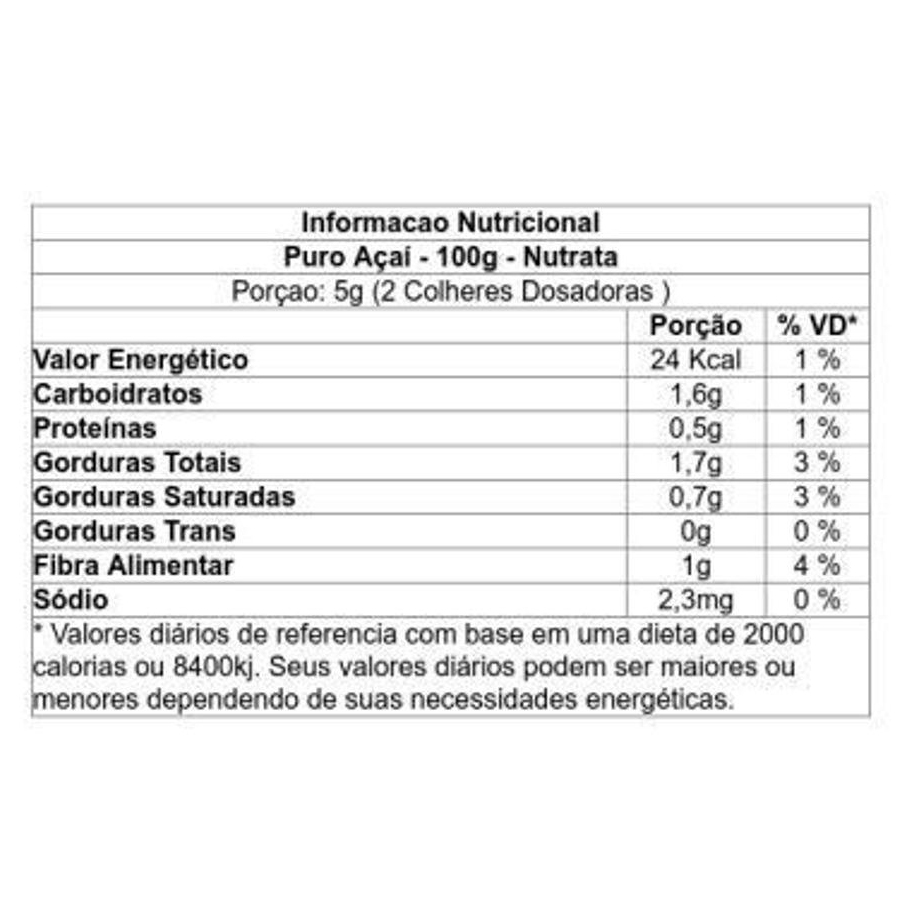 Informacao Nutricional
Puro Açaí - 100g - Nutrata
Porçao: 5g (2 Colheres Dosadoras )
Porção % VD*
Valor Energético 24 Kcal 1 %
Carboidratos 1,6g 1 %
Proteínas 0,5g 1 %
Gorduras Totais 1,7g 3 %
Gorduras Saturadas 0,7g 3 %
Gorduras Trans 0g 0 %
Fibra Alimentar 1g 4 %
Sódio 2,3mg 0 %
* Valores diários de referencia com base em uma dieta de 2000
calorias ou 8400kj. Seus valores diários podem ser maiores ou
menores dependendo de suas necessidades energéticas.